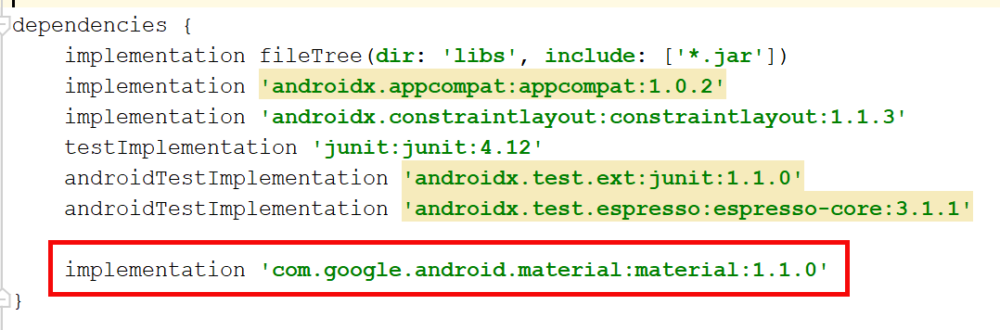 dependencies {
implementation fileTree(dir: 'libs', include: ['*.jar'])
implementation 'androidx.appcompat:appcompat:1.0.2'
implementation 'androidx.constraintlayout:constraintlayout:1.1.3'
testImplementation 'junit:junit:4.12'
androidTestImplementation 'androidx.test.ext:junit:1.1.0'
androidTestImplementation 'androidx.test.espresso:espresso-core:3.1.1'
implementation 'com.google.android.material:material:1.1.0'
}